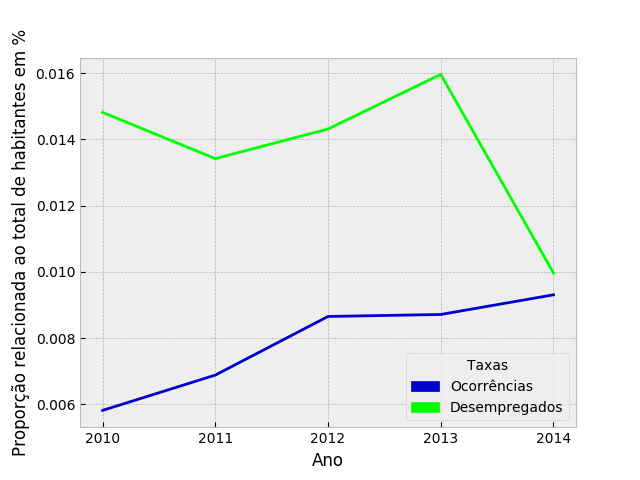 Proporção relacionada ao total de habitantes em %
0.016
0.014
0.012
0.010
0.008
0.006
2010 2011 2012 2013 2014
Ano
Taxas
Ocorrências
Desempregados